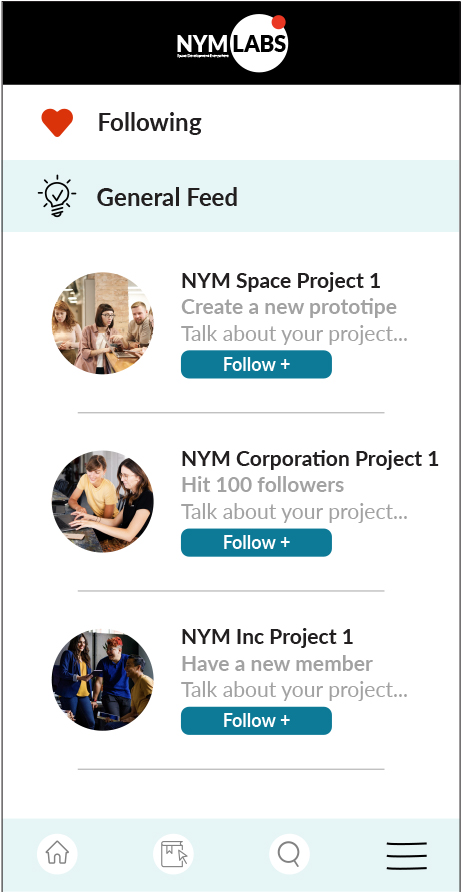 NYM LABS
Space Development Everywhere
Following
General Feed
NYM Space Project 1
Create a new prototipe
Talk about your project...
Follow +
NYM Corporation Project 1
Hit 100 followers
Talk about your project...
Follow +
NYM Inc Project 1
Have a new member
Talk about your project...
Follow +